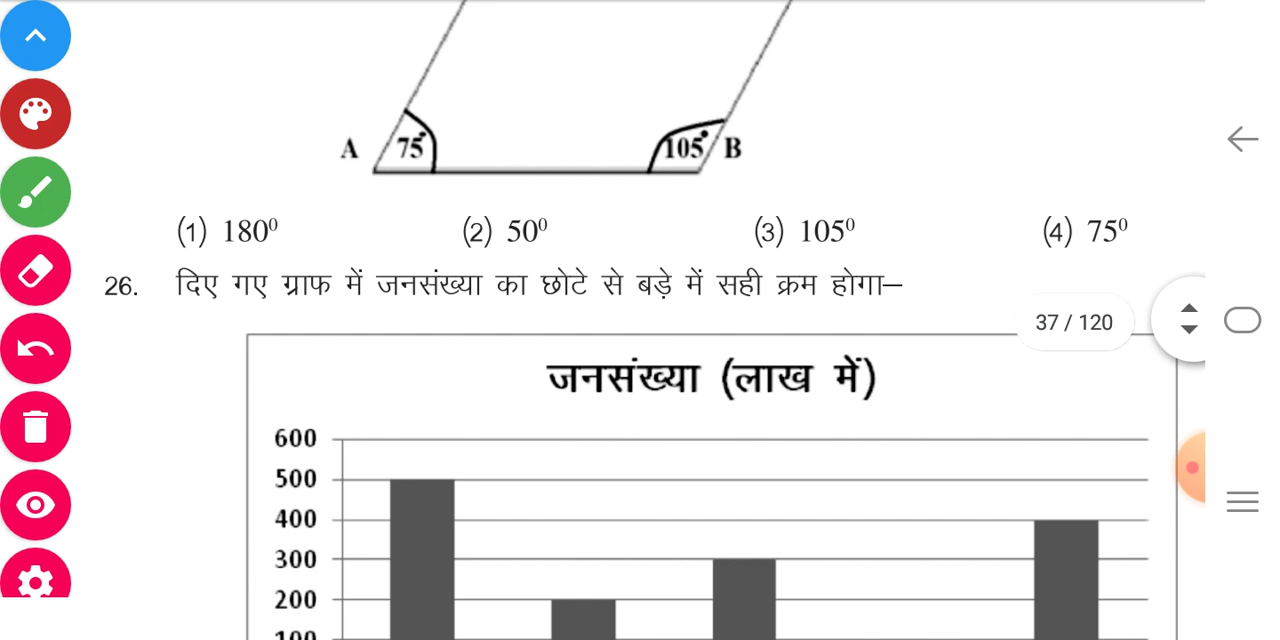 A 75° 105° B
(1) 180⁰ (2) 50⁰ (3) 105⁰ (4) 75⁰
26. दिए गए ग्राफ में जनसंख्या का छोटे से बड़े में सही क्रम होगा–
37 / 120
जनसंख्या (लाख में)
600
500
400
300
200
100